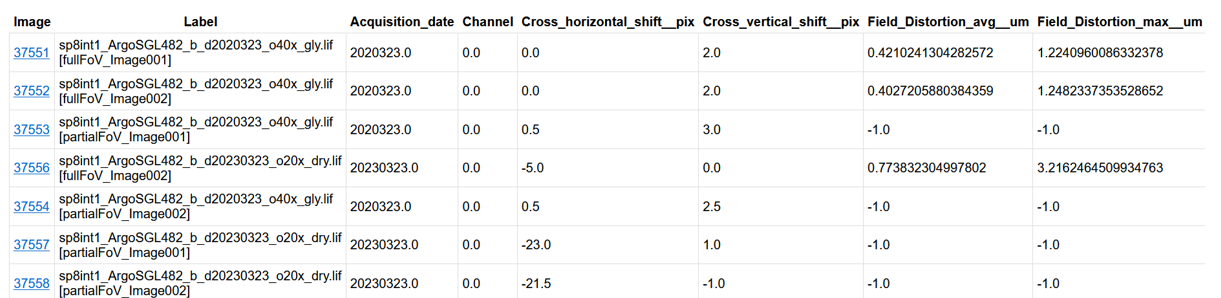 Image Label Acquisition_date Channel Cross_horizontal_shift__pix Cross_vertical_shift__pix Field_Distortion_avg__um Field_Distortion_max__um
37551 sp8int1_ArgoSGL482_b_d2020323_o40x_gly.lif [fullFoV_Image001] 2020323.0 0.0 0.0 2.0 0.4210241304282572 1.2240960086332378
37552 sp8int1_ArgoSGL482_b_d2020323_o40x_gly.lif [fullFoV_Image002] 2020323.0 0.0 0.0 2.0 0.4027205880384359 1.2482337353528652
37553 sp8int1_ArgoSGL482_b_d2020323_o40x_gly.lif [partialFoV_Image001] 2020323.0 0.0 0.5 3.0 -1.0 -1.0
37556 sp8int1_ArgoSGL482_b_d20230323_o20x_dry.lif [fullFoV_Image002] 20230323.0 0.0 -5.0 0.0 0.773832304997802 3.2162464509934763
37554 sp8int1_ArgoSGL482_b_d2020323_o40x_gly.lif [partialFoV_Image002] 2020323.0 0.0 0.5 2.5 -1.0 -1.0
37557 sp8int1_ArgoSGL482_b_d20230323_o20x_dry.lif [partialFoV_Image001] 20230323.0 0.0 -23.0 1.0 -1.0 -1.0
37558 sp8int1_ArgoSGL482_b_d20230323_o20x_dry.lif [partialFoV_Image002] 20230323.0 0.0 -21.5 -1.0 -1.0 -1.0